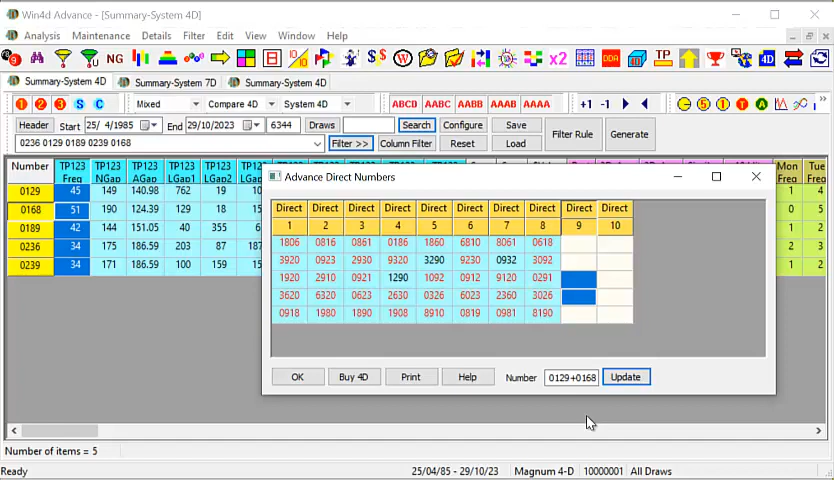 Win4d Advance - [Summary-System 4D]
Analysis Maintenance Details Filter Edit View Window Help
NG 10/10 $$ W x2 DDA 4D TP 4D
Summary-System 4D Summary-System 7D Summary-System 4D
1 2 3 S C Mixed Compare 4D System 4D ABCD AABC AABB AAAB AAAA +1 -1 5 1 T A
Header Start 25/ 4/1985 End 29/10/2023 6344 Draws Search Configure Save Filter Rule Generate
0236 0129 0189 0239 0168 Filter >> Column Filter Reset Load
Number TP123 Freq TP123 NGap TP123 AGap TP123 LGap1 TP123 LGap2 Mon Freq Tue Freq
0129 45 149 140.98 762 19 1 4
0168 51 190 124.39 129 18 0 5
0189 42 144 151.05 40 355 1 2
0236 34 175 186.59 203 87 2 3
0239 34 171 186.59 100 159 1 2
Advance Direct Numbers
Direct Direct Direct Direct Direct Direct Direct Direct Direct Direct
1 2 3 4 5 6 7 8 9 10
1806 0816 0861 0186 1860 6810 8061 0618
3920 0923 2930 9320 3290 9230 0932 3092
1920 2910 0921 1290 1092 0912 9120 0291
3620 6320 0623 2630 0326 6023 2360 3026
0918 1980 1890 1908 8910 0819 0981 8190
OK Buy 4D Print Help Number 0129+0168 Update
Number of items = 5
Ready 25/04/85 - 29/10/23 Magnum 4-D 10000001 All Draws